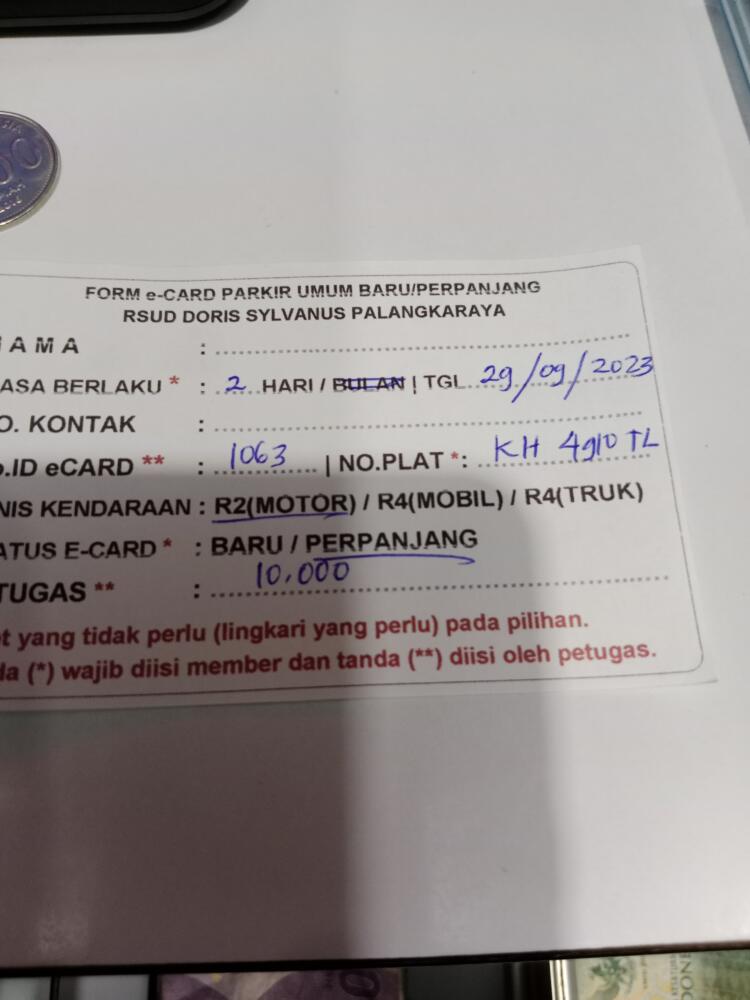 FORM e-CARD PARKIR UMUM BARU/PERPANJANG
RSUD DORIS SYLVANUS PALANGKARAYA
AMA :
ASA BERLAKU * : 2 HARI / BULAN | TGL 29/09/2023
O. KONTAK :
.ID eCARD ** : 1063 | NO.PLAT *: KH 4910 TL
NIS KENDARAAN : R2(MOTOR) / R4(MOBIL) / R4(TRUK)
ATUS E-CARD * : BARU / PERPANJANG
TUGAS ** : 10.000
t yang tidak perlu (lingkari yang perlu) pada pilihan.
da (*) wajib diisi member dan tanda (**) diisi oleh petugas.